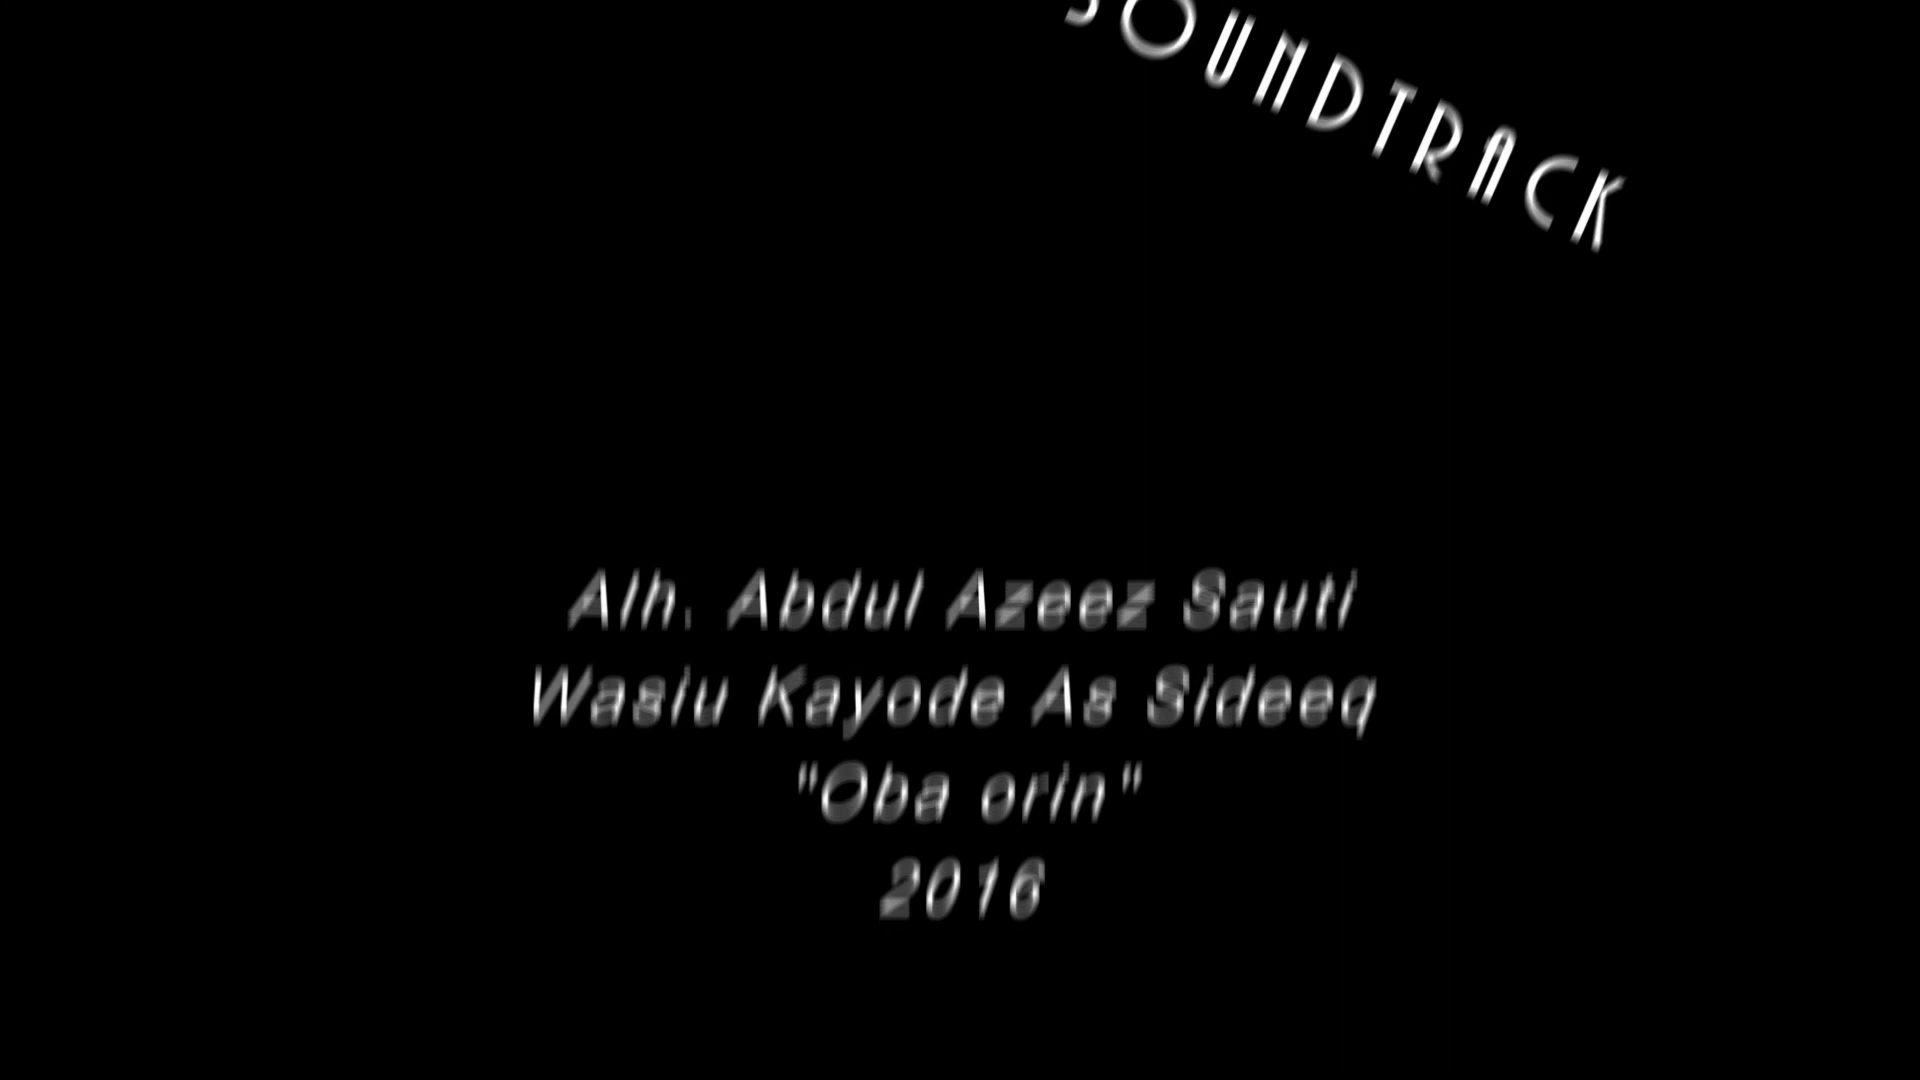 SOUNDTRACK
Alh. Abdul Azeez Sauti
Wasiu Kayode As Sideeq
"Oba orin"
2016